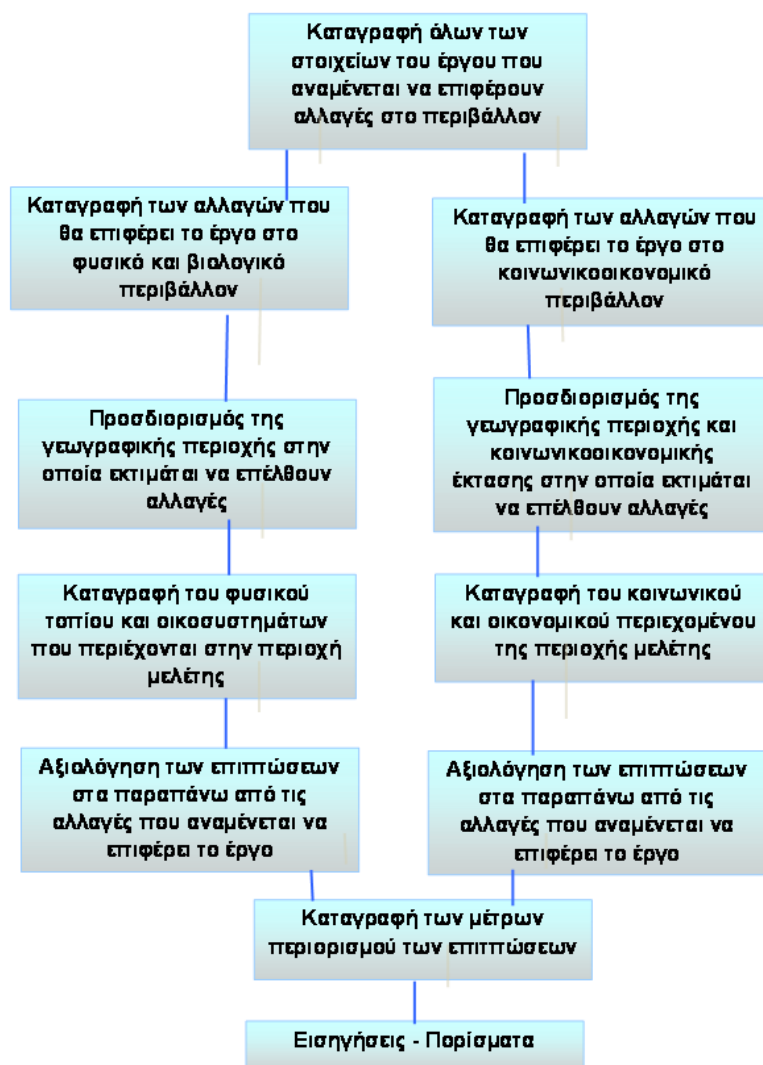 Καταγραφή όλων των
στοιχείων του έργου που
αναμένεται να επιφέρουν
αλλαγές στο περιβάλλον
Καταγραφή των αλλαγών που
θα επιφέρει το έργο στο
φυσικό και βιολογικό
περιβάλλον
Καταγραφή των αλλαγών που
θα επιφέρει το έργο στο
κοινωνικοοικονομικό
περιβάλλον
Προσδιορισμός της
γεωγραφικής περιοχής στην
οποία εκτιμάται να επέλθουν
αλλαγές
Προσδιορισμός της
γεωγραφικής περιοχής και
κοινωνικοοικονομικής
έκτασης στην οποία εκτιμάται
να επέλθουν αλλαγές
Καταγραφή του φυσικού
τοπίου και οικοσυστημάτων
που περιέχονται στην περιοχή
μελέτης
Καταγραφή του κοινωνικού
και οικονομικού περιεχομένου
της περιοχής μελέτης
Αξιολόγηση των επιπτώσεων
στα παραπάνω από τις
αλλαγές που αναμένεται να
επιφέρει το έργο
Αξιολόγηση των επιπτώσεων
στα παραπάνω από τις
αλλαγές που αναμένεται να
επιφέρει το έργο
Καταγραφή των μέτρων
περιορισμού των επιπτώσεων
Εισηγήσεις - Πορίσματα